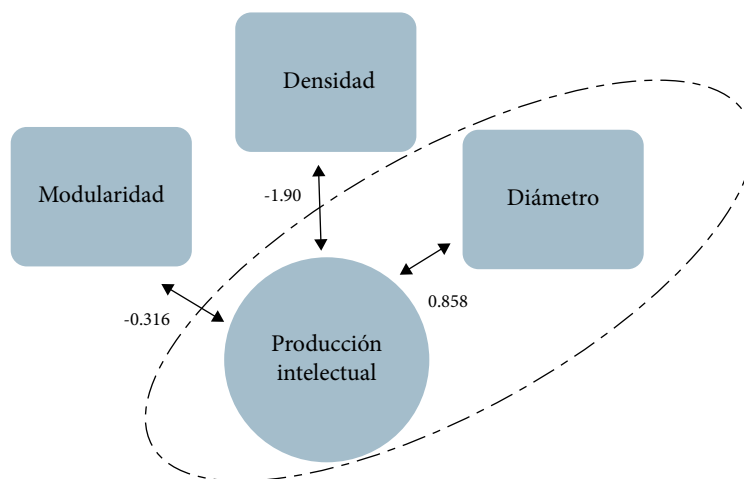 Densidad
Modularidad
-1.90
Diámetro
-0.316
0.858
Producción
intelectual